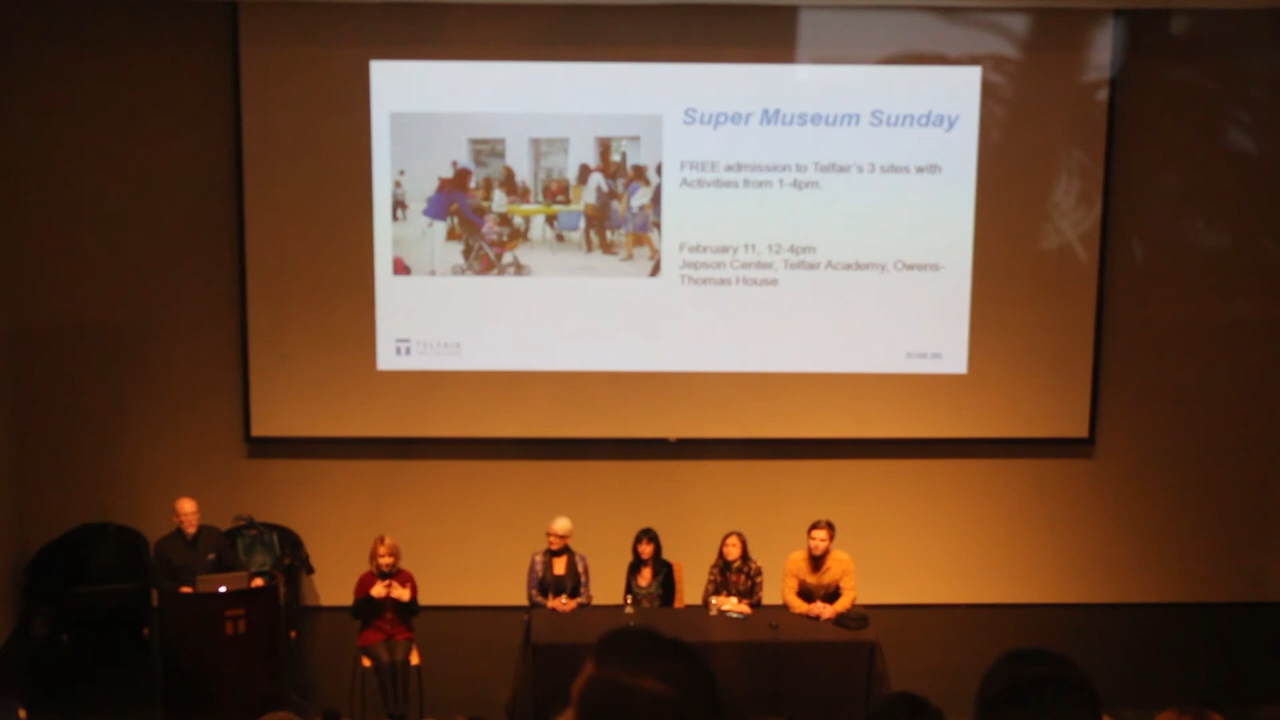 Super Museum Sunday
FREE admission to Telfair's 3 sites with
Activities from 1-4pm.
February 11, 12-4pm
Jepson Center, Telfair Academy, Owens-
Thomas House
TELFAIR